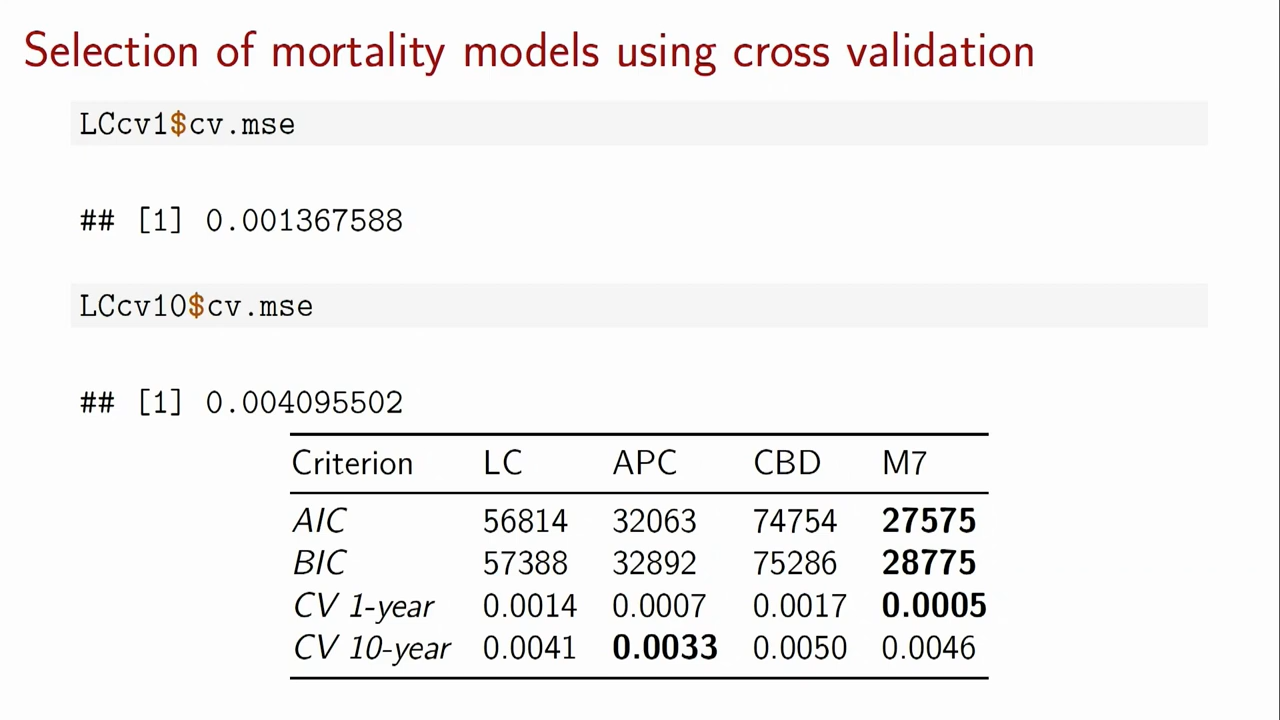 Selection of mortality models using cross validation
LCcv1$cv.mse
## [1] 0.001367588
LCcv10$cv.mse
## [1] 0.004095502
Criterion LC APC CBD M7
AIC 56814 32063 74754 27575
BIC 57388 32892 75286 28775
CV 1-year 0.0014 0.0007 0.0017 0.0005
CV 10-year 0.0041 0.0033 0.0050 0.0046